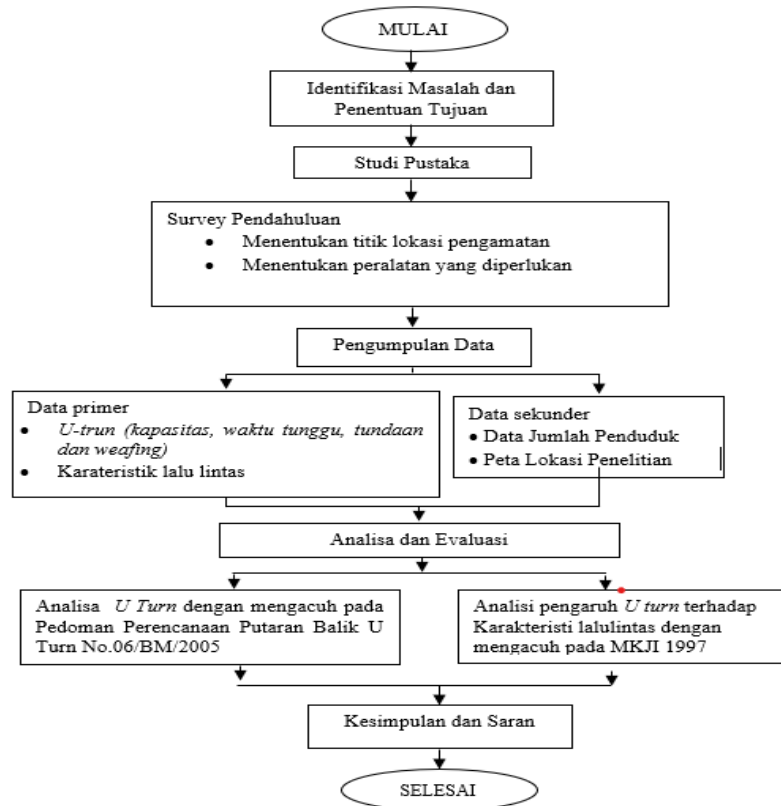 MULAI
Identifikasi Masalah dan
Penentuan Tujuan
Studi Pustaka
Survey Pendahuluan
• Menentukan titik lokasi pengamatan
• Menentukan peralatan yang diperlukan
Pengumpulan Data
Data primer
• U-trun (kapasitas, waktu tunggu, tundaan
dan weafing)
• Karateristik lalu lintas
Data sekunder
• Data Jumlah Penduduk
• Peta Lokasi Penelitian
Analisa dan Evaluasi
Analisa U Turn dengan mengacuh pada
Pedoman Perencanaan Putaran Balik U
Turn No.06/BM/2005
Analisi pengaruh U turn terhadap
Karakteristi lalulintas dengan
mengacuh pada MKJI 1997
Kesimpulan dan Saran
SELESAI